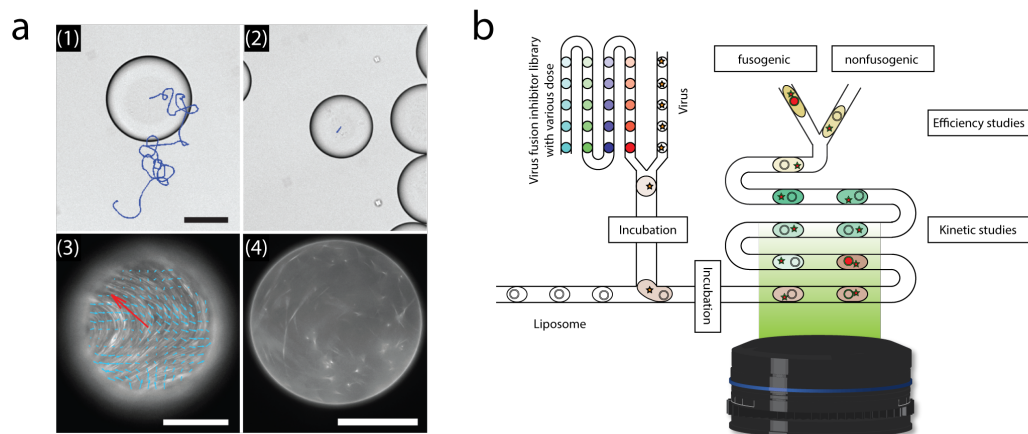 a
(1)
(2)
(3)
(4)
b
Virus fusion inhibitor library
with various dose
Virus
fusogenic
nonfusogenic
Efficiency studies
Incubation
Kinetic studies
Incubation
Liposome